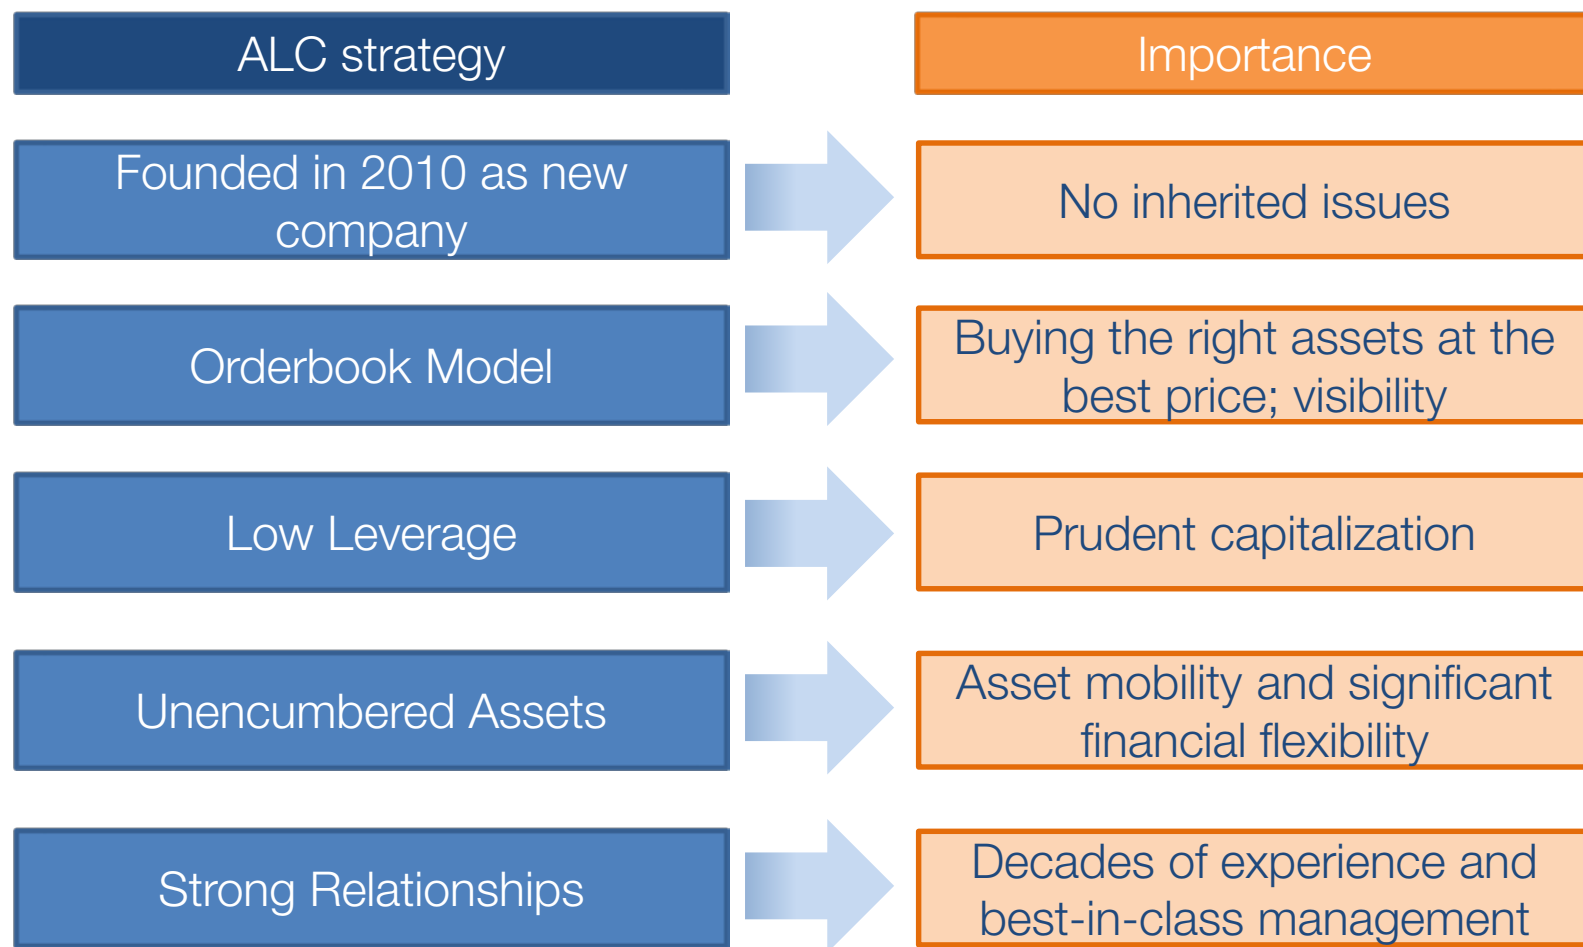 ALC strategy
Importance
Founded in 2010 as new
company
No inherited issues
Orderbook Model
Buying the right assets at the
best price; visibility
Low Leverage
Prudent capitalization
Unencumbered Assets
Asset mobility and significant
financial flexibility
Strong Relationships
Decades of experience and
best-in-class management